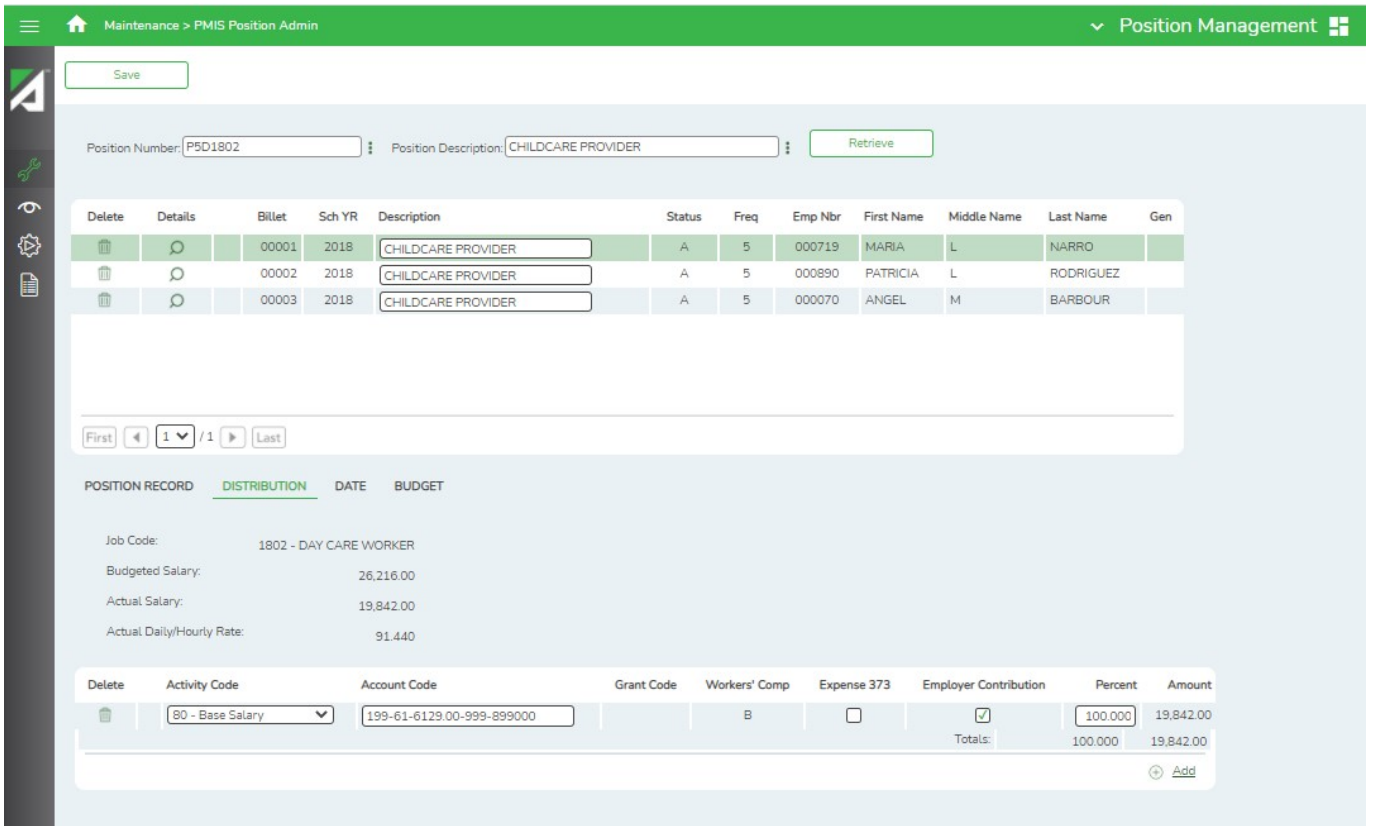 Maintenance > PMIS Position Admin
Position Management
Save
Position Number: P5D1802 Position Description: CHILDCARE PROVIDER Retrieve
Delete Details Billet Sch YR Description Status Freq Emp Nbr First Name Middle Name Last Name Gen
00001 2018 CHILDCARE PROVIDER A 5 000719 MARIA L NARRO
00002 2018 CHILDCARE PROVIDER A 5 000890 PATRICIA L RODRIGUEZ
00003 2018 CHILDCARE PROVIDER A 5 000070 ANGEL M BARBOUR
First 1 / 1 Last
POSITION RECORD DISTRIBUTION DATE BUDGET
Job Code: 1802 - DAY CARE WORKER
Budgeted Salary: 26,216.00
Actual Salary: 19,842.00
Actual Daily/Hourly Rate: 91.440
Delete Activity Code Account Code Grant Code Workers' Comp Expense 373 Employer Contribution Percent Amount
80 - Base Salary 199-61-6129.00-999-899000 B 100.000 19,842.00
Totals: 100.000 19,842.00
Add